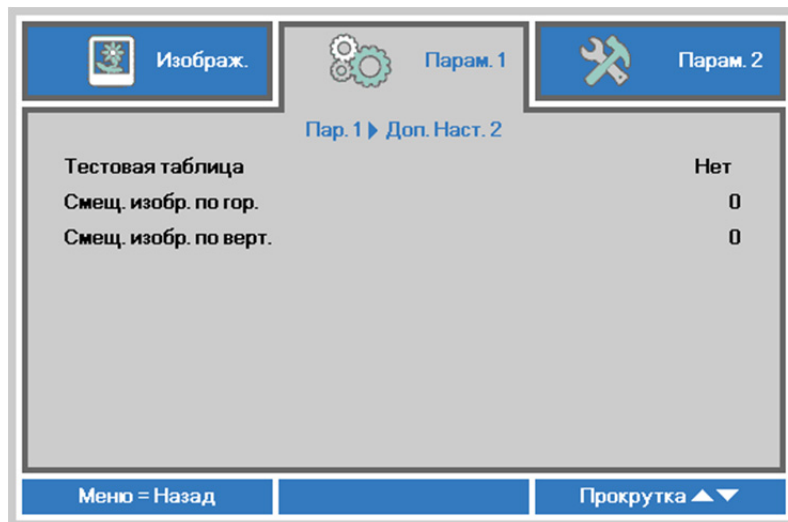 Изображ.
Парам. 1
Парам. 2
Пар. 1 ▶ Доп. Наст. 2
Тестовая таблица Нет
Смещ. изобр. по гор. 0
Смещ. изобр. по верт. 0
Меню = Назад
Прокрутка ▲▼